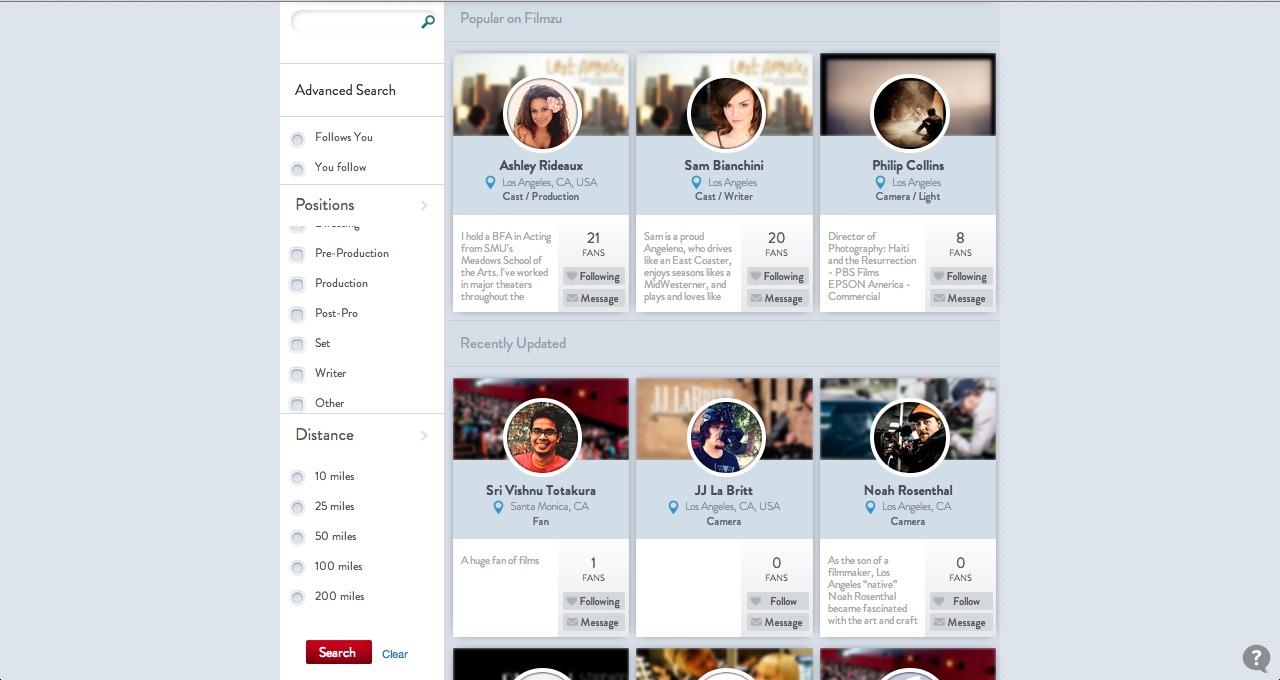 Advanced Search
Follows You
You follow
Positions
Directing
Pre-Production
Production
Post-Pro
Set
Writer
Other
Distance
10 miles
25 miles
50 miles
100 miles
200 miles
Search
Clear
Popular on Filmzu
Lost Angeles
Ashley Rideaux
Los Angeles, CA, USA
Cast / Production
I hold a BFA in Acting
from SMU's
Meadows School of
the Arts. I've worked
in major theaters
throughout the
21
FANS
Following
Message
Lost Angeles
Sam Bianchini
Los Angeles
Cast / Writer
Sam is a proud
Angeleno, who drives
like an East Coaster,
enjoys seasons likes a
MidWesterner, and
plays and loves like
20
FANS
Following
Message
Philip Collins
Los Angeles
Camera / Light
Director of
Photography: Haiti
and the Resurrection
- PBS Films
EPSON America -
Commercial
8
FANS
Following
Message
Recently Updated
Sri Vishnu Totakura
Santa Monica, CA
Fan
A huge fan of films
1
FANS
Following
Message
JJ LaBritt
JJ La Britt
Los Angeles, CA, USA
Camera
0
FANS
Follow
Message
Noah Rosenthal
Los Angeles, CA
Camera
As the son of a
filmmaker, Los
Angeles “native”
Noah Rosenthal
became fascinated
with the art and craft
0
FANS
Follow
Message
?